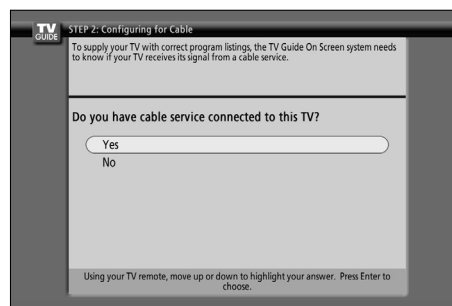 TV
GUIDE
STEP 2: Configuring for Cable
To supply your TV with correct program listings, the TV Guide On Screen system needs
to know if your TV receives its signal from a cable service.
Do you have cable service connected to this TV?
Yes
No
Using your TV remote, move up or down to highlight your answer. Press Enter to
choose.